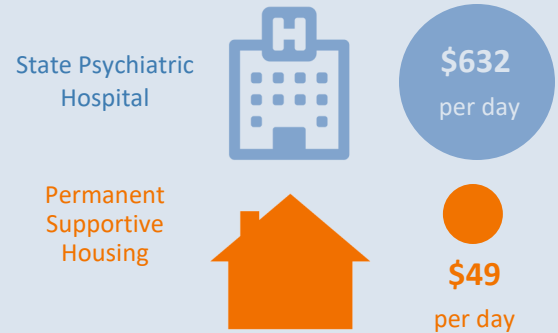 H
State Psychiatric
Hospital
$632
per day
Permanent
Supportive
Housing
$49
per day